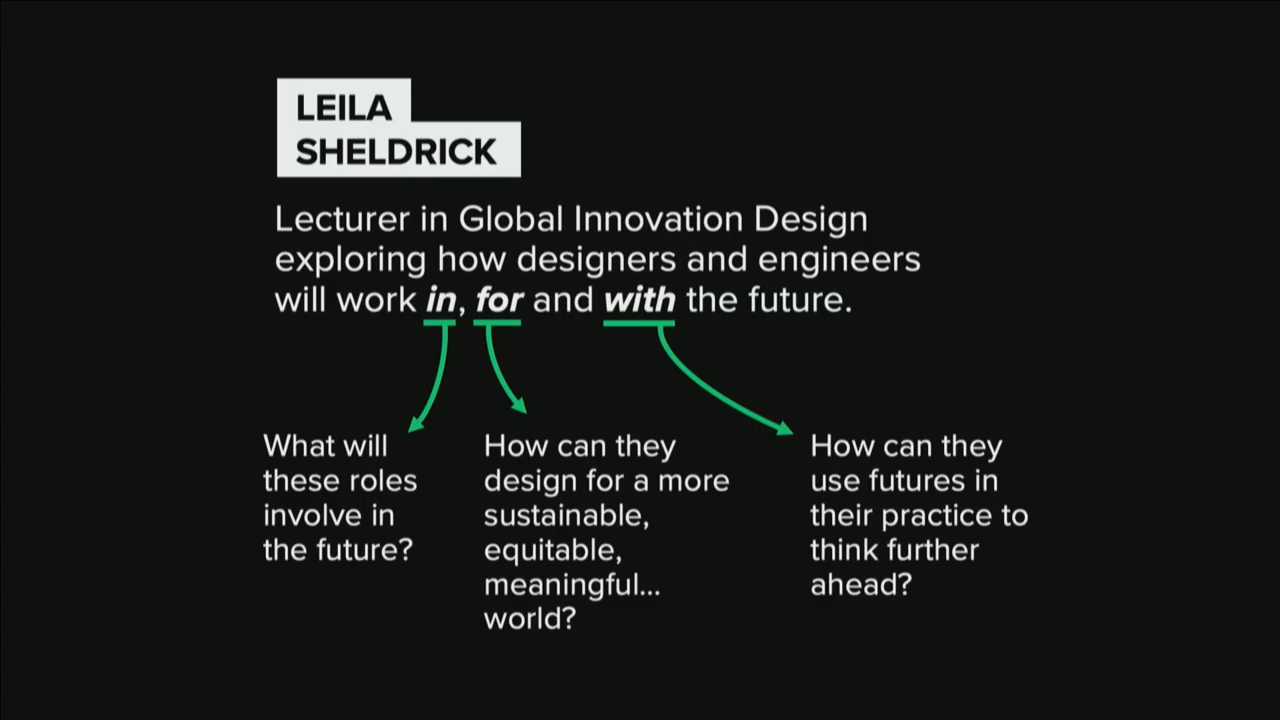 LEILA
SHELDRICK
Lecturer in Global Innovation Design
exploring how designers and engineers
will work in, for and with the future.
What will
these roles
involve in
the future?
How can they
design for a more
sustainable,
equitable,
meaningful...
world?
How can they
use futures in
their practice to
think further
ahead?